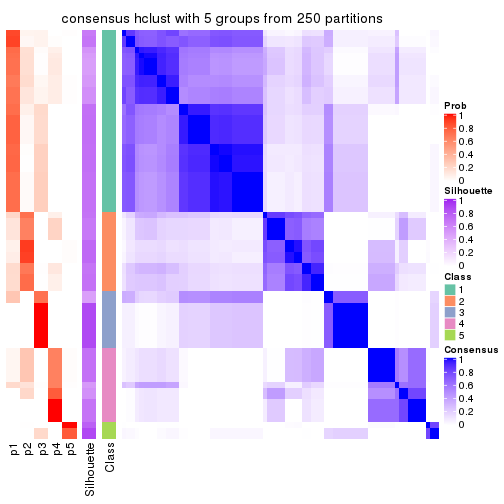 consensus hclust with 5 groups from 250 partitions
Prob
1
0.8
0.6
0.4
0.2
0
Silhouette
1
0.8
0.6
0.4
0.2
0
Class
1
2
3
4
5
Consensus
1
0.8
0.6
0.4
0.2
0
p1
p2
p3
p4
p5
Silhouette
Class